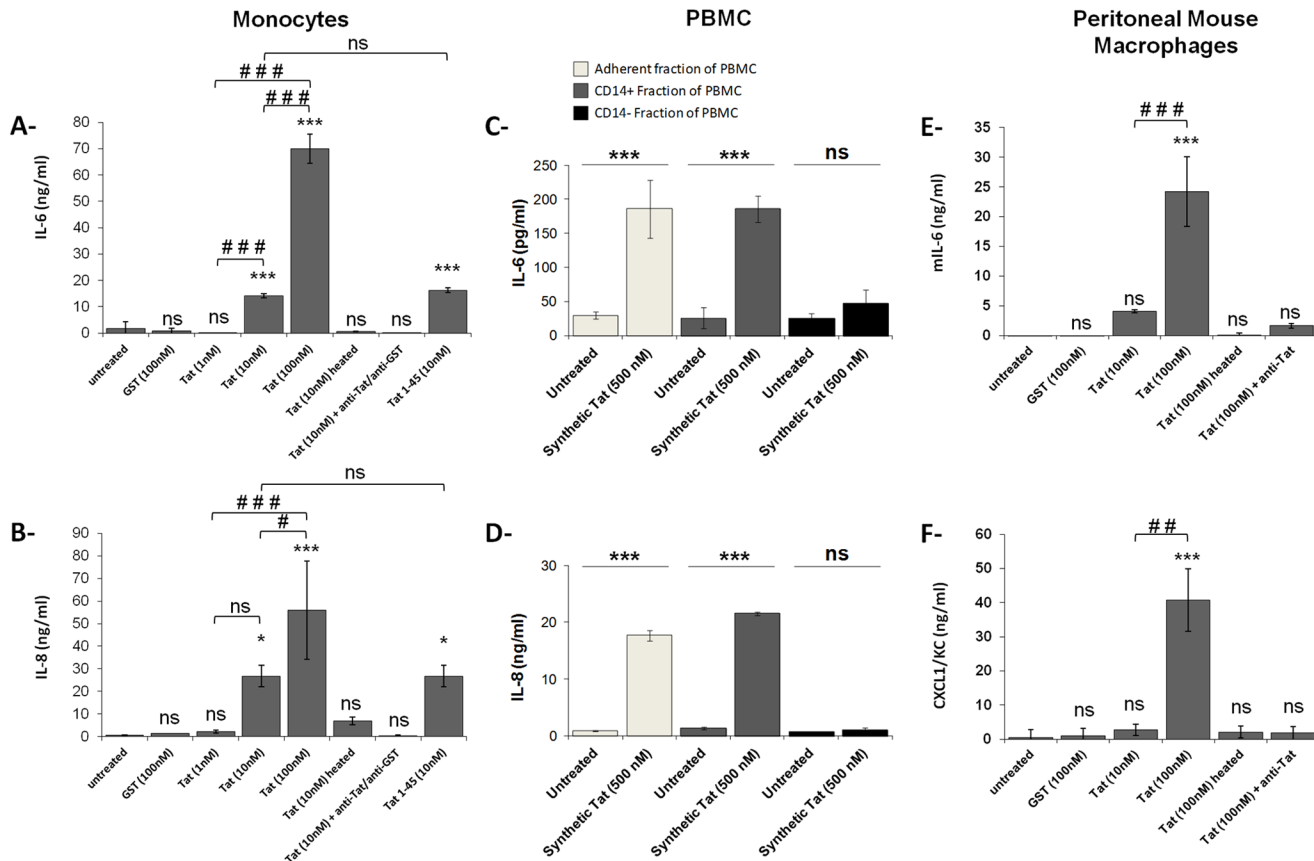 Monocytes
PBMC
Peritoneal Mouse
Macrophages
Adherent fraction of PBMC
CD14+ Fraction of PBMC
CD14- Fraction of PBMC
A-
ns
# # #
# # #
***
# # #
***
***
ns
ns
ns
ns
IL-6 (ng/ml)
80
70
60
50
40
30
20
10
0
untreated
GST (100nM)
Tat (1nM)
Tat (10nM)
Tat (100nM)
Tat (10nM) heated
Tat (10nM) + anti-Tat/anti-GST
Tat 1-45 (10nM)
C-
***
***
ns
IL-6 (pg/ml)
250
200
150
100
50
0
Untreated
Synthetic Tat (500 nM)
Untreated
Synthetic Tat (500 nM)
Untreated
Synthetic Tat (500 nM)
E-
# # #
***
ns
ns
ns
ns
mIL-6 (ng/ml)
35
30
25
20
15
10
5
0
untreated
GST (100nM)
Tat (10nM)
Tat (100nM)
Tat (100nM) heated
Tat (100nM) + anti-Tat
B-
ns
# # #
#
***
ns
*
*
ns
ns
ns
ns
IL-8 (ng/ml)
90
80
70
60
50
40
30
20
10
0
untreated
GST (100nM)
Tat (1nM)
Tat (10nM)
Tat (100nM)
Tat (10nM) heated
Tat (10nM) + anti-Tat/anti-GST
Tat 1-45 (10nM)
D-
***
***
ns
IL-8 (ng/ml)
30
20
10
0
Untreated
Synthetic Tat (500 nM)
Untreated
Synthetic Tat (500 nM)
Untreated
Synthetic Tat (500 nM)
F-
# #
***
ns
ns
ns
ns
CXCL1/KC (ng/ml)
60
50
40
30
20
10
0
untreated
GST (100nM)
Tat (10nM)
Tat (100nM)
Tat (100nM) heated
Tat (100nM) + anti-Tat